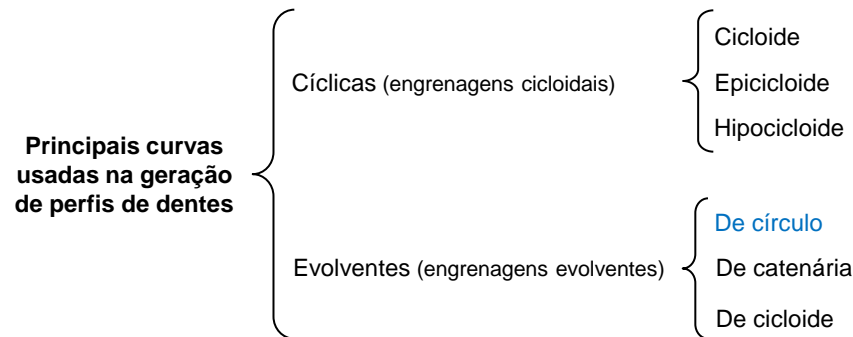 Principais curvas
usadas na geração
de perfis de dentes
Cíclicas (engrenagens cicloidais)
Cicloide
Epicicloide
Hipocicloide
Evolventes (engrenagens evolventes)
De círculo
De catenária
De cicloide